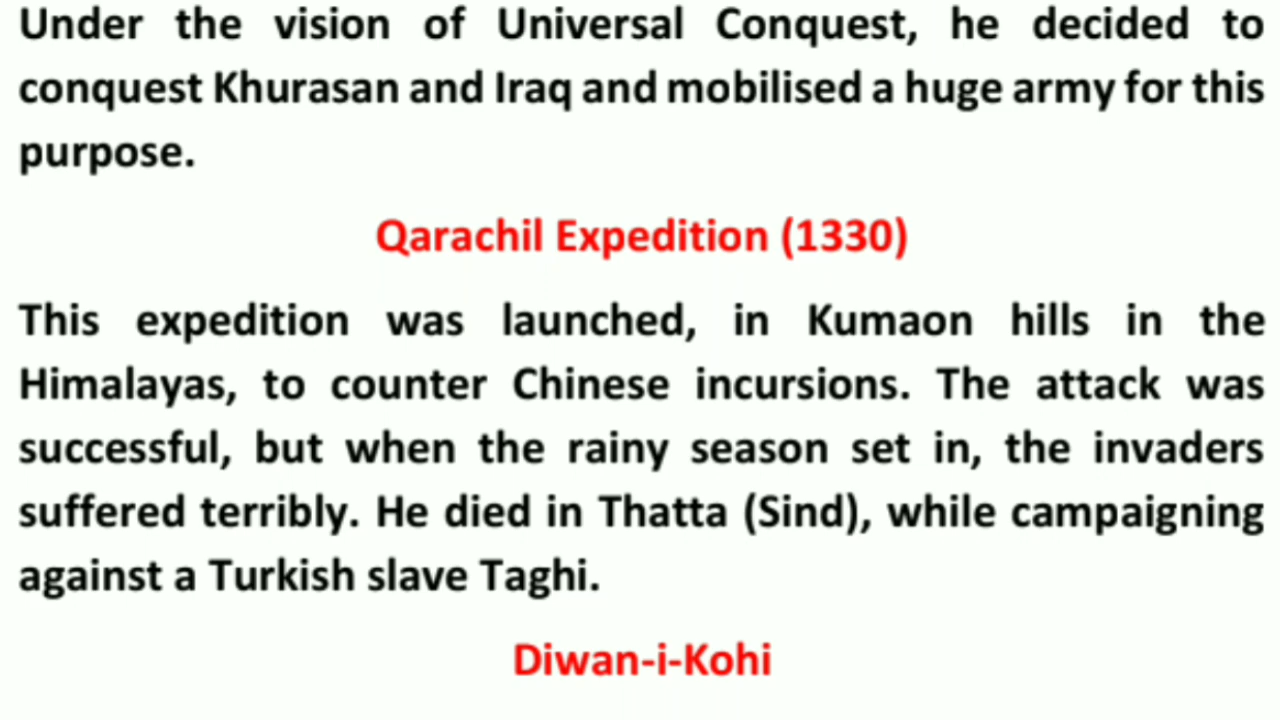 Under the vision of Universal Conquest, he decided to
conquest Khurasan and Iraq and mobilised a huge army for this
purpose.
Qarachil Expedition (1330)
This expedition was launched, in Kumaon hills in the
Himalayas, to counter Chinese incursions. The attack was
successful, but when the rainy season set in, the invaders
suffered terribly. He died in Thatta (Sind), while campaigning
against a Turkish slave Taghi.
Diwan-i-Kohi